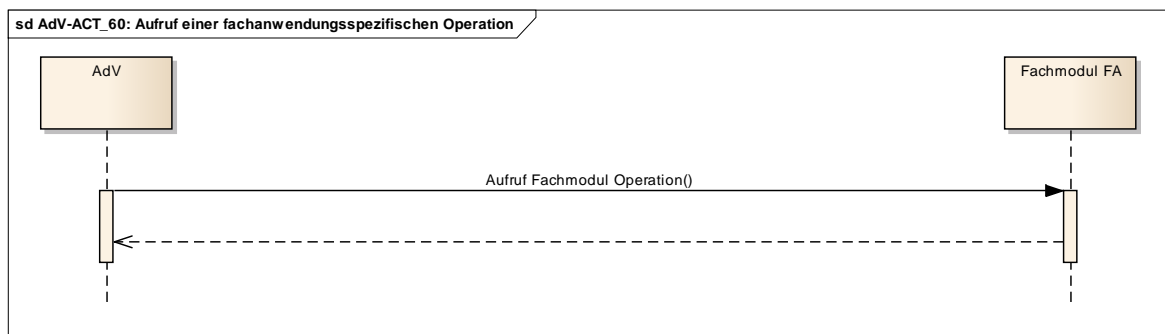 sd AdV-ACT_60: Aufruf einer fachanwendungsspezifischen Operation
AdV
Fachmodul FA
Aufruf Fachmodul Operation()